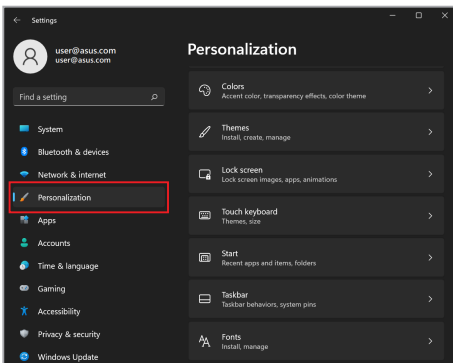 Settings
user@asus.com
user@asus.com
Find a setting
System
Bluetooth & devices
Network & internet
Personalization
Apps
Accounts
Time & language
Gaming
Accessibility
Privacy & security
Windows Update
Personalization
Colors
Accent color, transparency effects, color theme
Themes
Install, create, manage
Lock screen
Lock screen images, apps, animations
Touch keyboard
Themes, size
Start
Recent apps and items, folders
Taskbar
Taskbar behaviors, system pins
Fonts
Install, manage